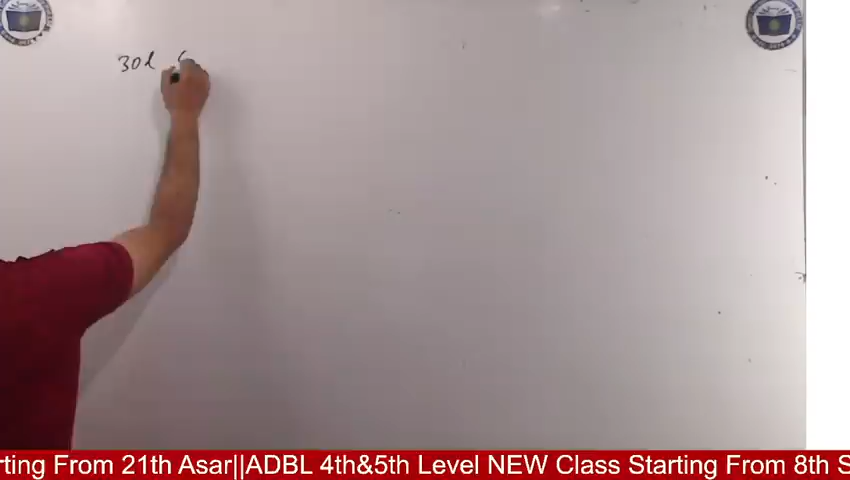 30l
rting From 21th Asar||ADBL 4th&5th Level NEW Class Starting From 8th S